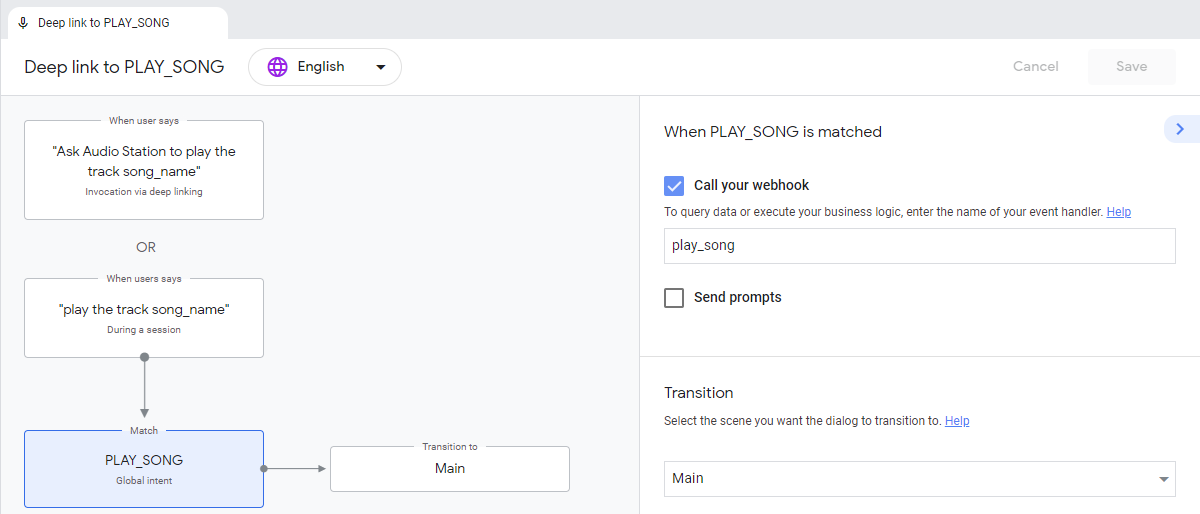 Deep link to PLAY_SONG
Deep link to PLAY_SONG
English
Cancel
Save
When user says
"Ask Audio Station to play the
track song_name"
Invocation via deep linking
OR
When users says
"play the track song_name"
During a session
Match
PLAY_SONG
Global intent
Transition to
Main
When PLAY_SONG is matched
Call your webhook
To query data or execute your business logic, enter the name of your event handler. Help
play_song
Send prompts
Transition
Select the scene you want the dialog to transition to. Help
Main